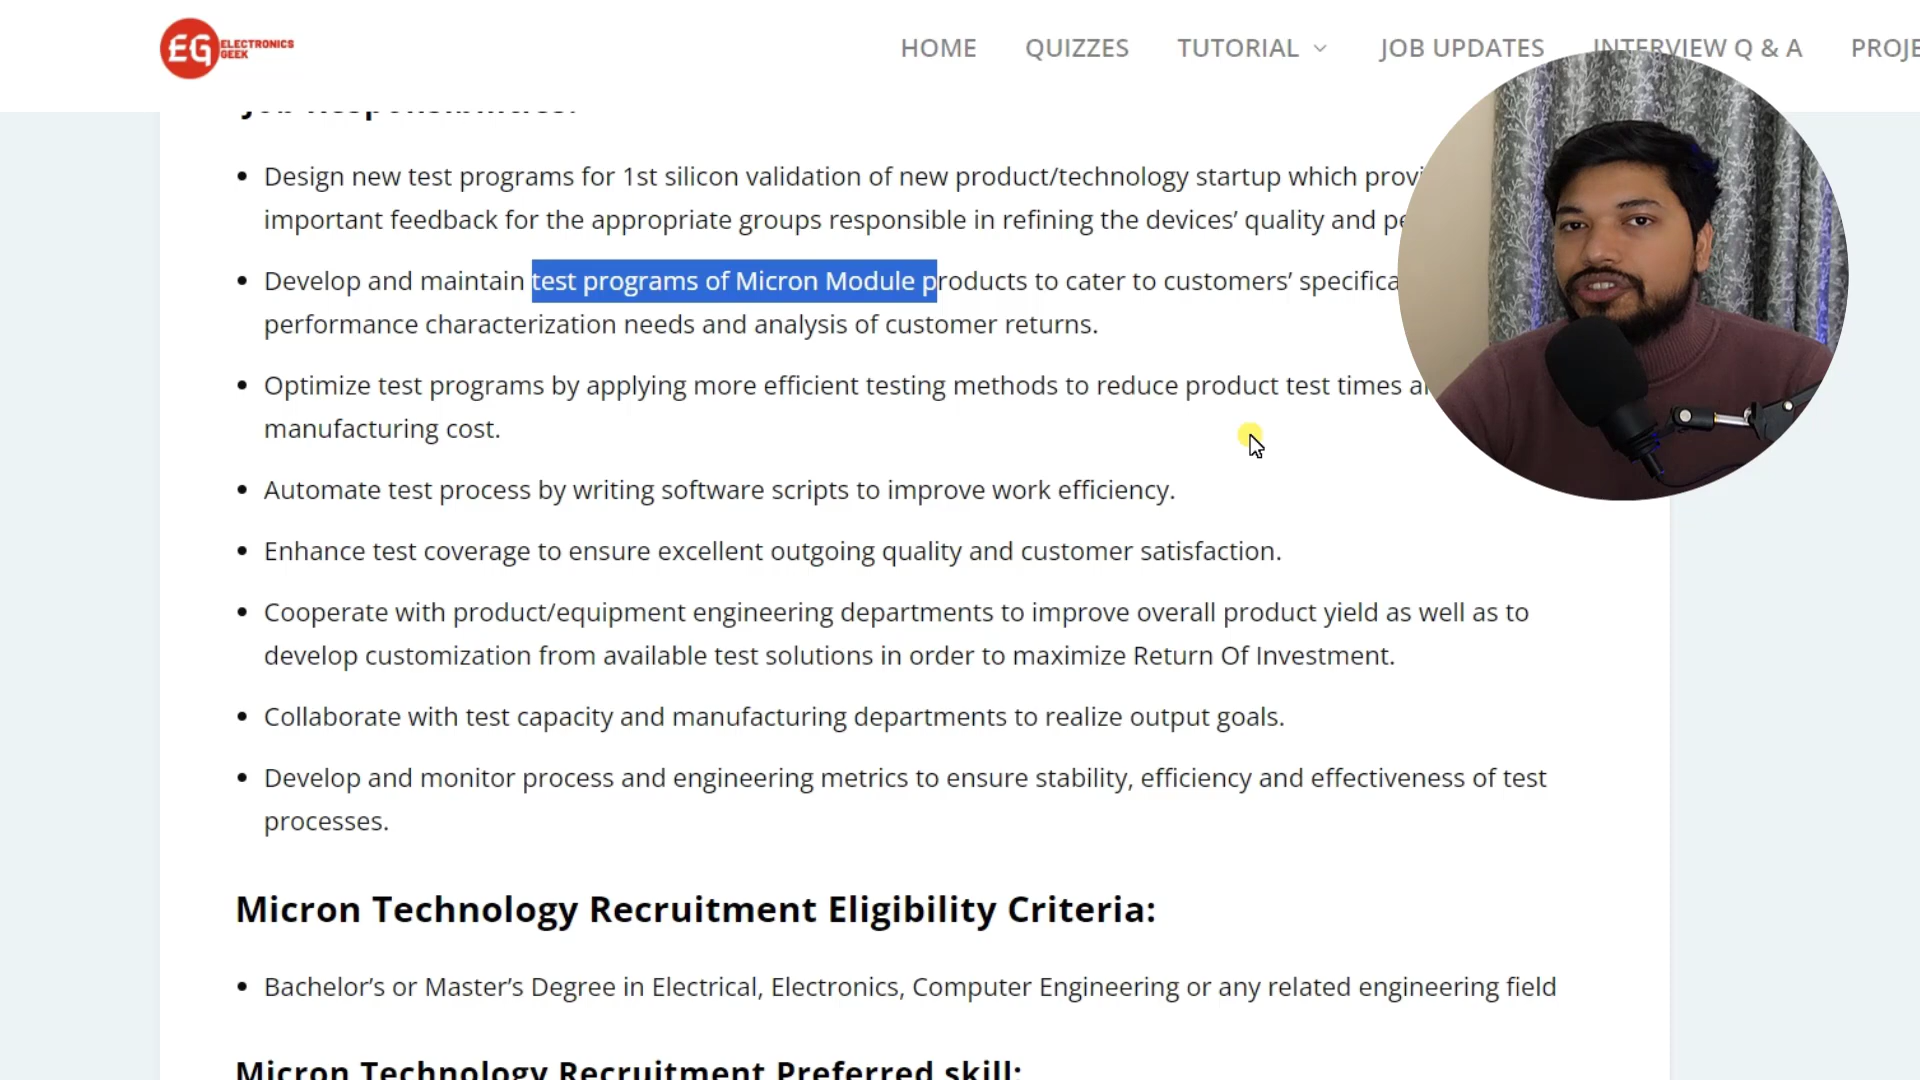 EG ELECTRONICS GEEK
HOME QUIZZES TUTORIAL JOB UPDATES INTERVIEW Q & A
Job Responsibilities:
• Design new test programs for 1st silicon validation of new product/technology startup which
important feedback for the appropriate groups responsible in refining the devices’ quality and
• Develop and maintain test programs of Micron Module products to cater to customers’
performance characterization needs and analysis of customer returns.
• Optimize test programs by applying more efficient testing methods to reduce product test times
manufacturing cost.
• Automate test process by writing software scripts to improve work efficiency.
• Enhance test coverage to ensure excellent outgoing quality and customer satisfaction.
• Cooperate with product/equipment engineering departments to improve overall product yield as well as to
develop customization from available test solutions in order to maximize Return Of Investment.
• Collaborate with test capacity and manufacturing departments to realize output goals.
• Develop and monitor process and engineering metrics to ensure stability, efficiency and effectiveness of test
processes.
Micron Technology Recruitment Eligibility Criteria:
• Bachelor’s or Master’s Degree in Electrical, Electronics, Computer Engineering or any related engineering field
Micron Technology Recruitment Preferred skill: